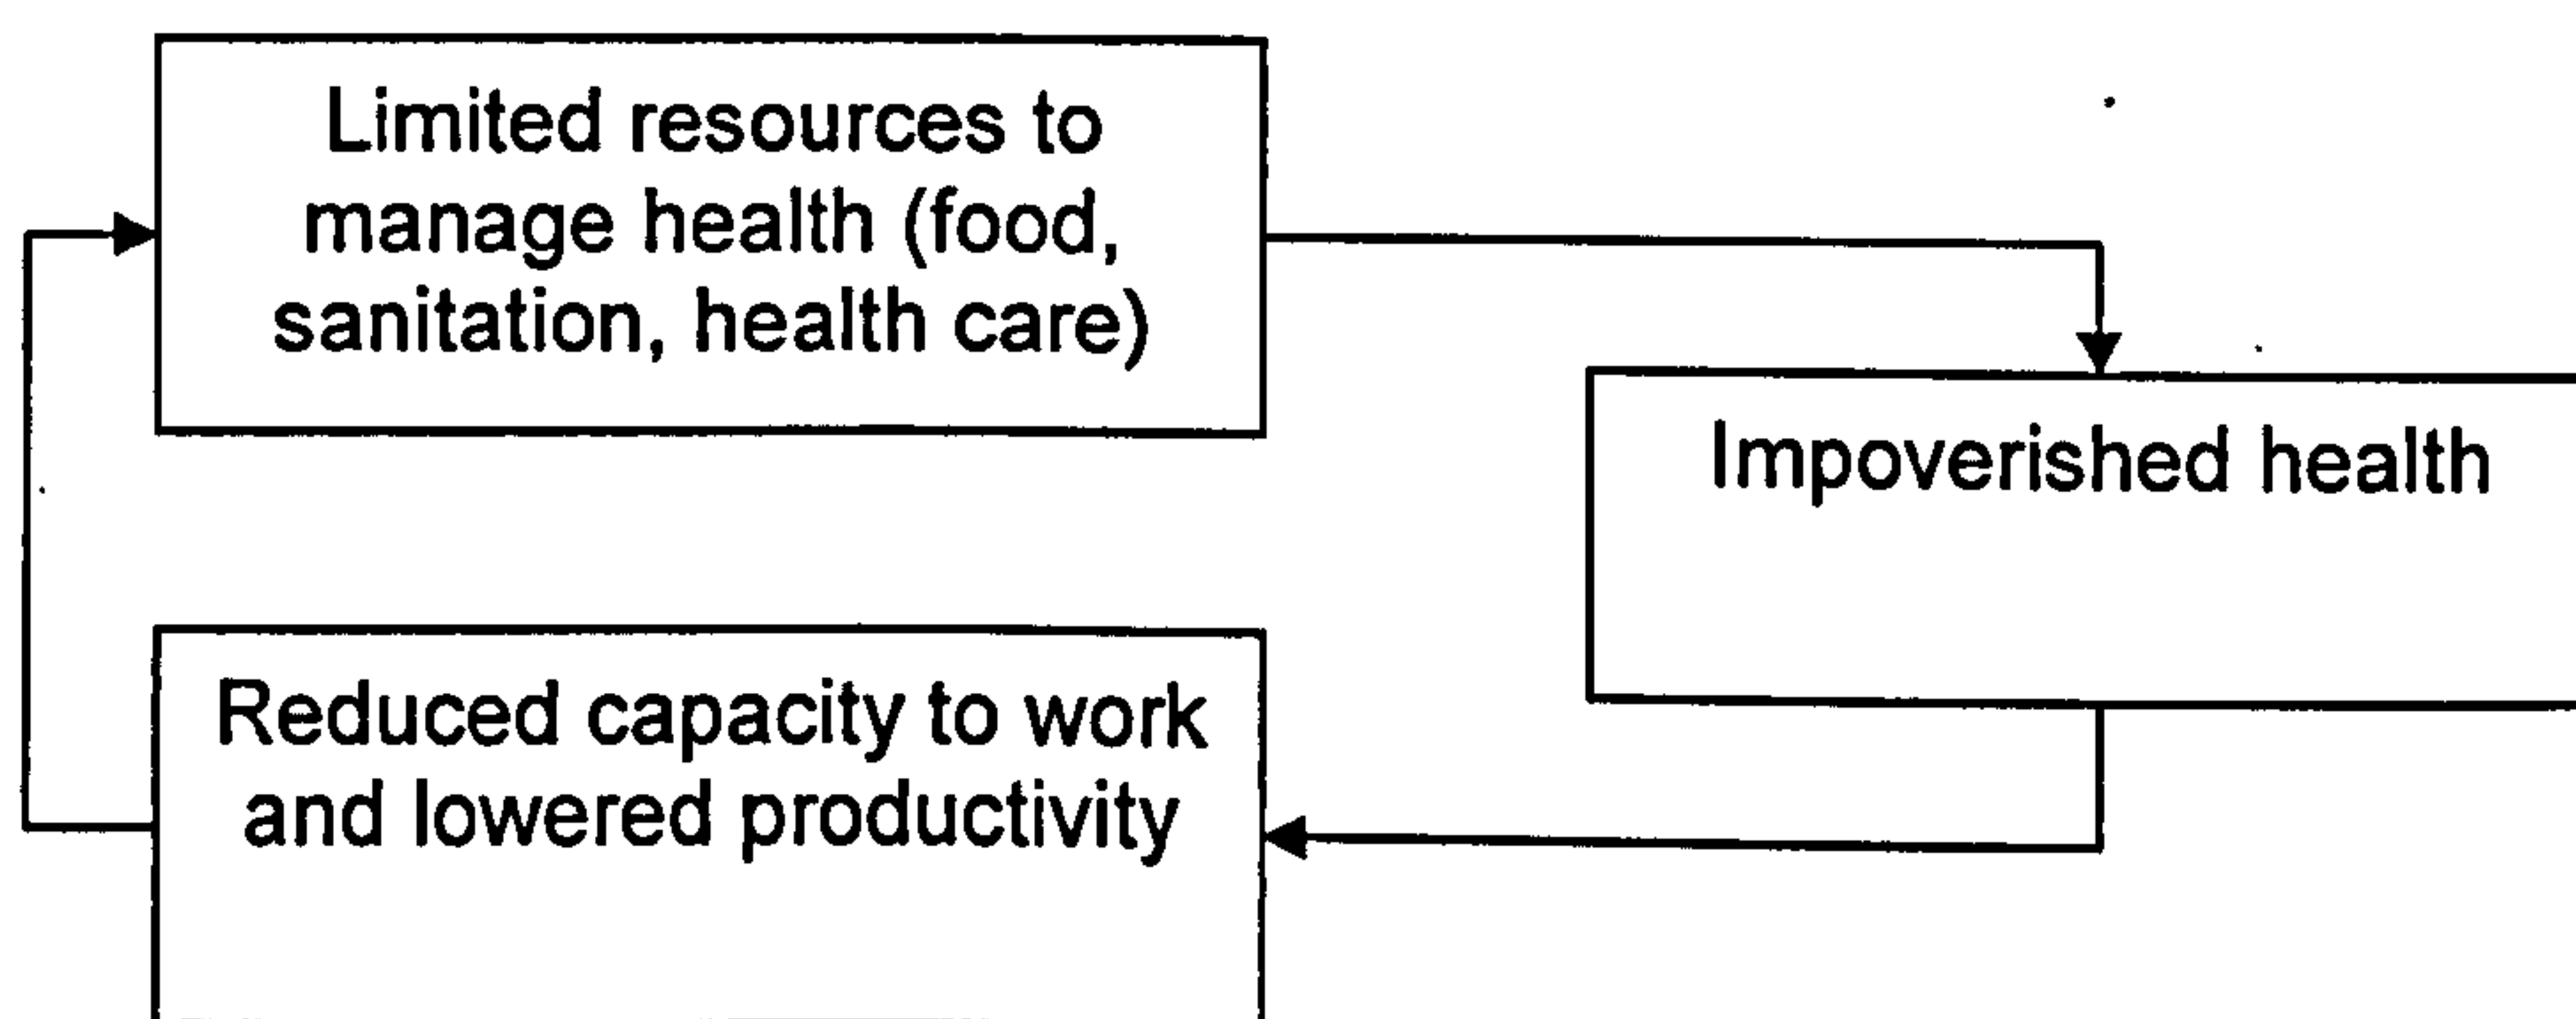 Limited resources to
manage health (food,
sanitation, health care)
Impoverished health
Reduced capacity to work
and lowered productivity